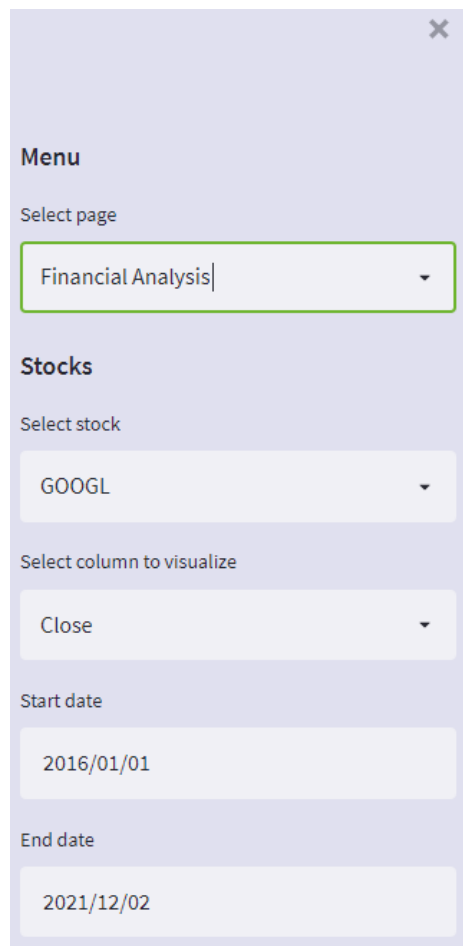 Menu
Select page
Financial Analysis
Stocks
Select stock
GOOGL
Select column to visualize
Close
Start date
2016/01/01
End date
2021/12/02